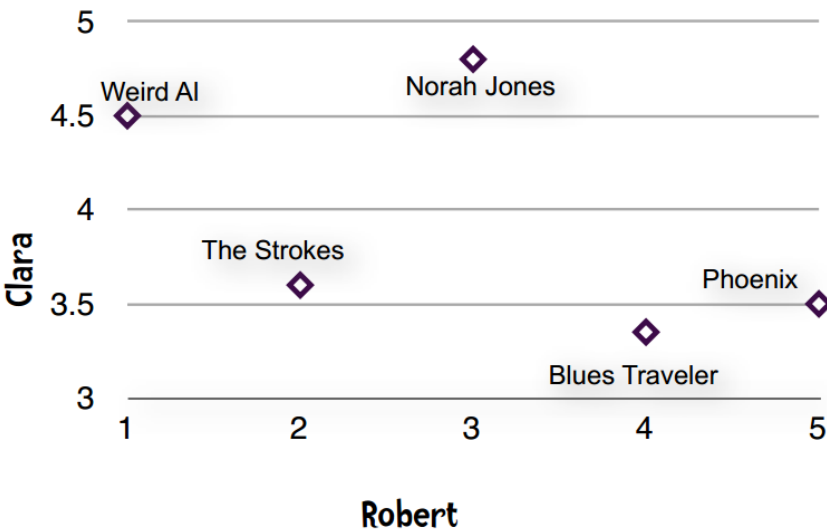 5
Weird Al
Norah Jones
4.5
4
The Strokes
Clara
Phoenix
3.5
Blues Traveler
3
1 2 3 4 5
Robert